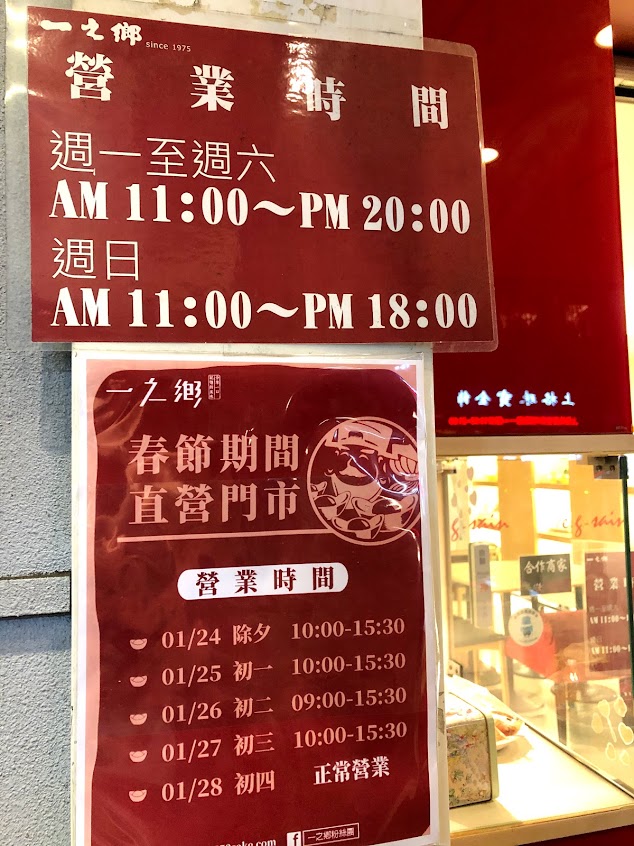 一之鄉
since 1975
營業時間
週一至週六
AM 11:00～PM 20:00
週日
AM 11:00～PM 18:00
一之鄉
春節期間
直營門市
營業時間
01/24 除夕 10:00-15:30
01/25 初一 10:00-15:30
01/26 初二 09:00-15:30
01/27 初三 10:00-15:30
01/28 初四 正常營業
一之鄉粉絲團
合作商家